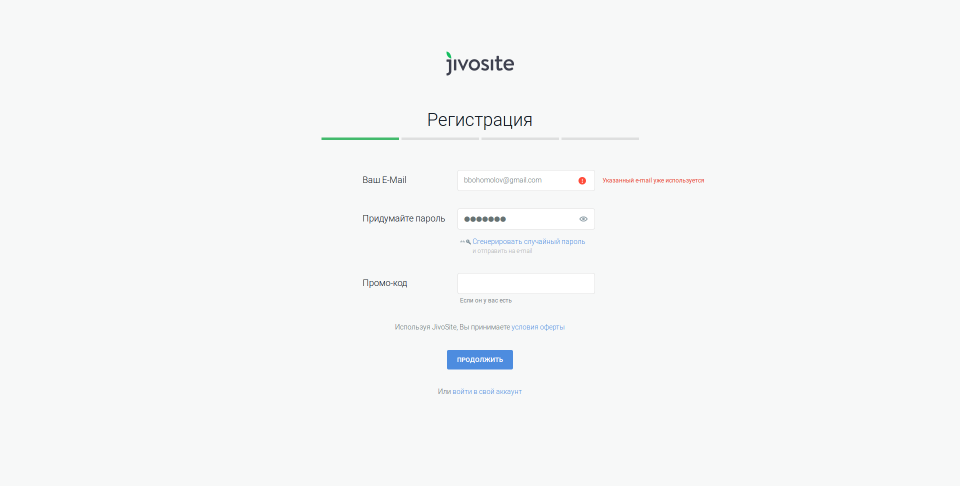 jivosite
Регистрация
Ваш E-Mail
bbohomolov@gmail.com
Указанный e-mail уже используется
Придумайте пароль
Сгенерировать случайный пароль
и отправить на email
Промо-код
Если он у вас есть
Используя JivoSite, Вы принимаете условия оферты
ПРОДОЛЖИТЬ
Или войти в свой аккаунт